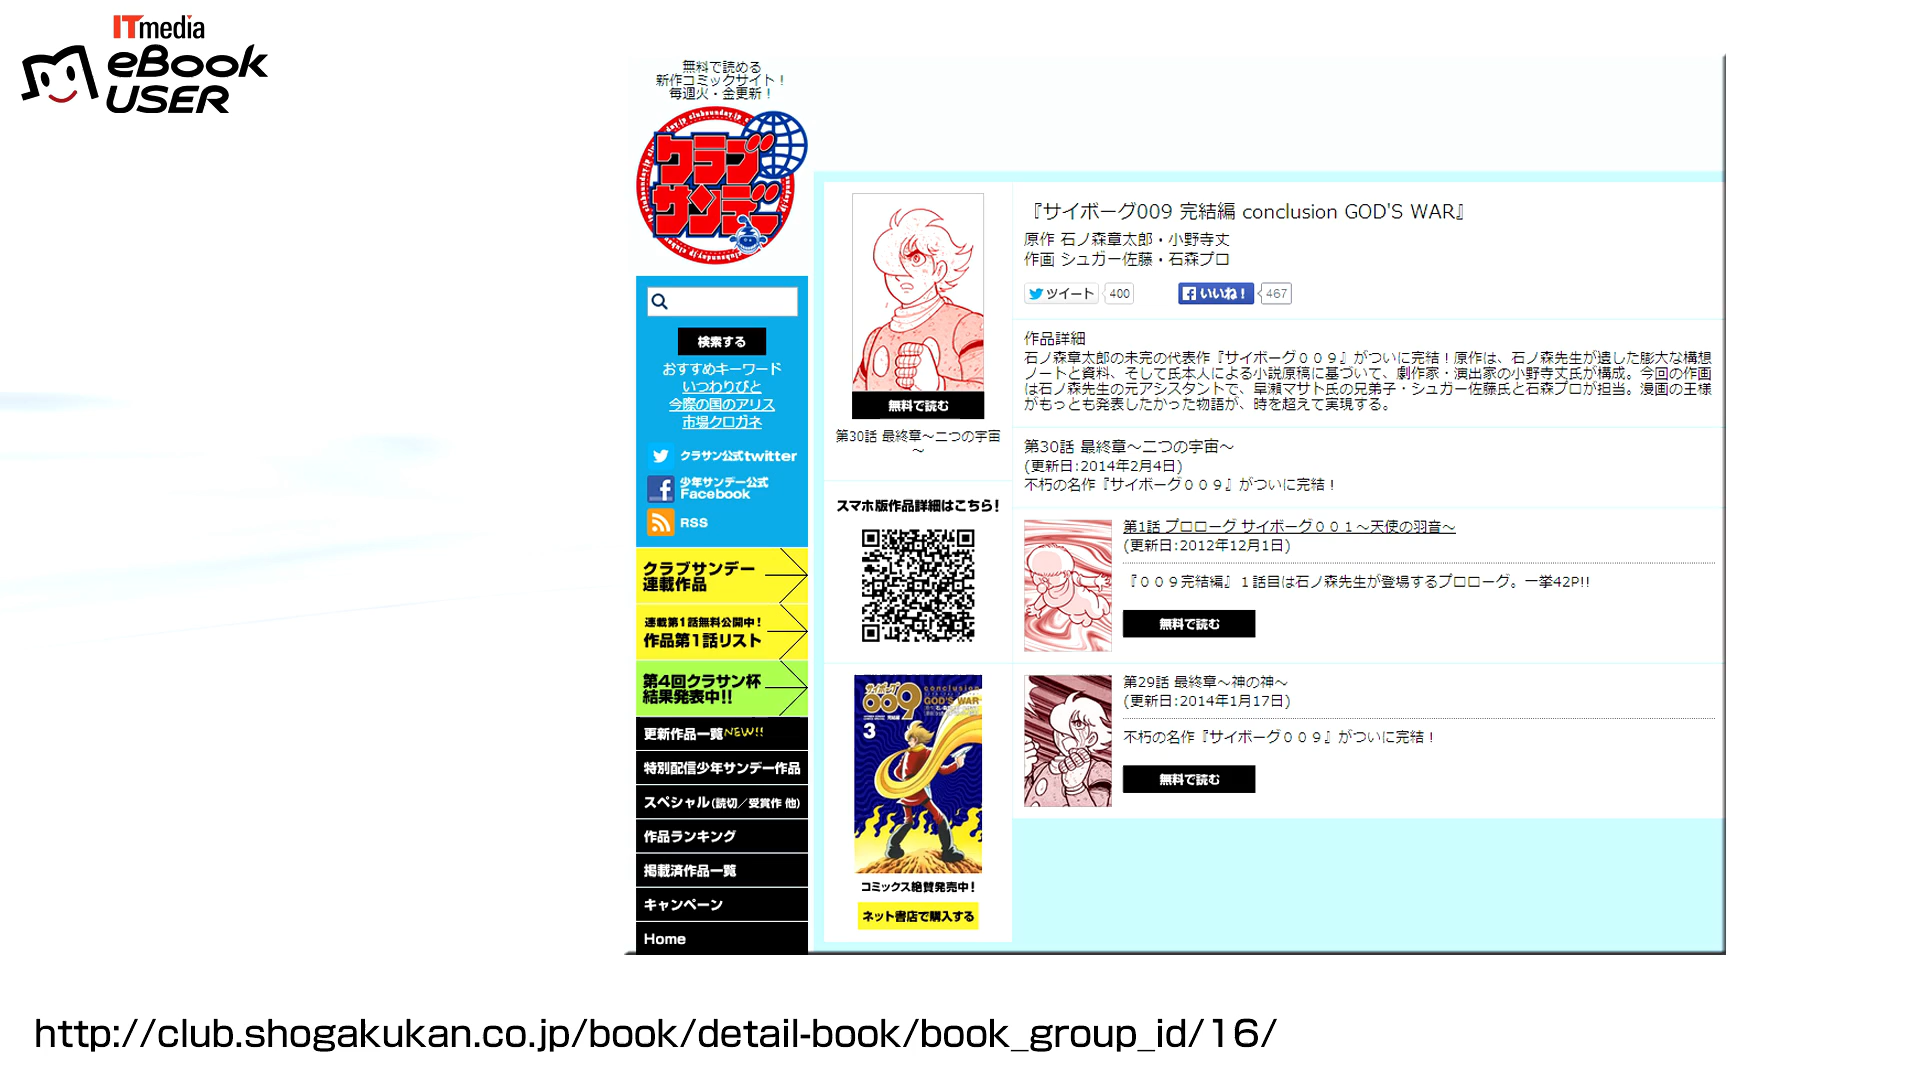 ITmedia
eBook
USER
無料で読める
新作コミックサイト！
毎週火・金更新！
クラブ
サンデー
検索する
おすすめキーワード
いつわりびと
今際の国のアリス
市場クロガネ
クラサン公式twitter
少年サンデー公式
Facebook
RSS
クラブサンデー
連載作品
連載第1話無料公開中！
作品第1話リスト
第4回クラサン杯
結果発表中!!
更新作品一覧NEW!!
特別配信少年サンデー作品
スペシャル(読切／受賞作 他)
作品ランキング
掲載済作品一覧
キャンペーン
Home
無料で読む
第30話 最終章～二つの宇宙
～
スマホ版作品詳細はこちら！
サイボーグ
009
conclusion
GOD'S WAR
完結編
3
コミックス絶賛発売中！
ネット書店で購入する
『サイボーグ009 完結編 conclusion GOD'S WAR』
原作 石ノ森章太郎・小野寺丈
作画 シュガー佐藤・石森プロ
ツイート 400 いいね！ 467
作品詳細
石ノ森章太郎の未完の代表作『サイボーグ００９』がついに完結！原作は、石ノ森先生が遺した膨大な構想
ノートと資料、そして氏本人による小説原稿に基づいて、劇作家・演出家の小野寺丈氏が構成。今回の作画
は石ノ森先生の元アシスタントで、早瀬マサト氏の兄弟子・シュガー佐藤氏と石森プロが担当。漫画の王様
がもっとも発表したかった物語が、時を超えて実現する。
第30話 最終章～二つの宇宙～
(更新日:2014年2月4日)
不朽の名作『サイボーグ００９』がついに完結！
第1話 プロローグ サイボーグ００１～天使の羽音～
(更新日:2012年12月1日)
『００９完結編』１話目は石ノ森先生が登場するプロローグ。一挙42P!!
無料で読む
第29話 最終章～神の神～
(更新日:2014年1月17日)
不朽の名作『サイボーグ００９』がついに完結！
無料で読む
http://club.shogakukan.co.jp/book/detail-book/book_group_id/16/